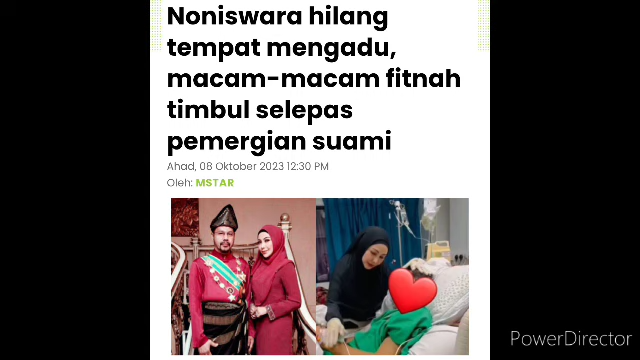 Noniswara hilang
tempat mengadu,
macam-macam fitnah
timbul selepas
pemergian suami
Ahad, 08 Oktober 2023 12:30 PM
Oleh: MSTAR
PowerDirector